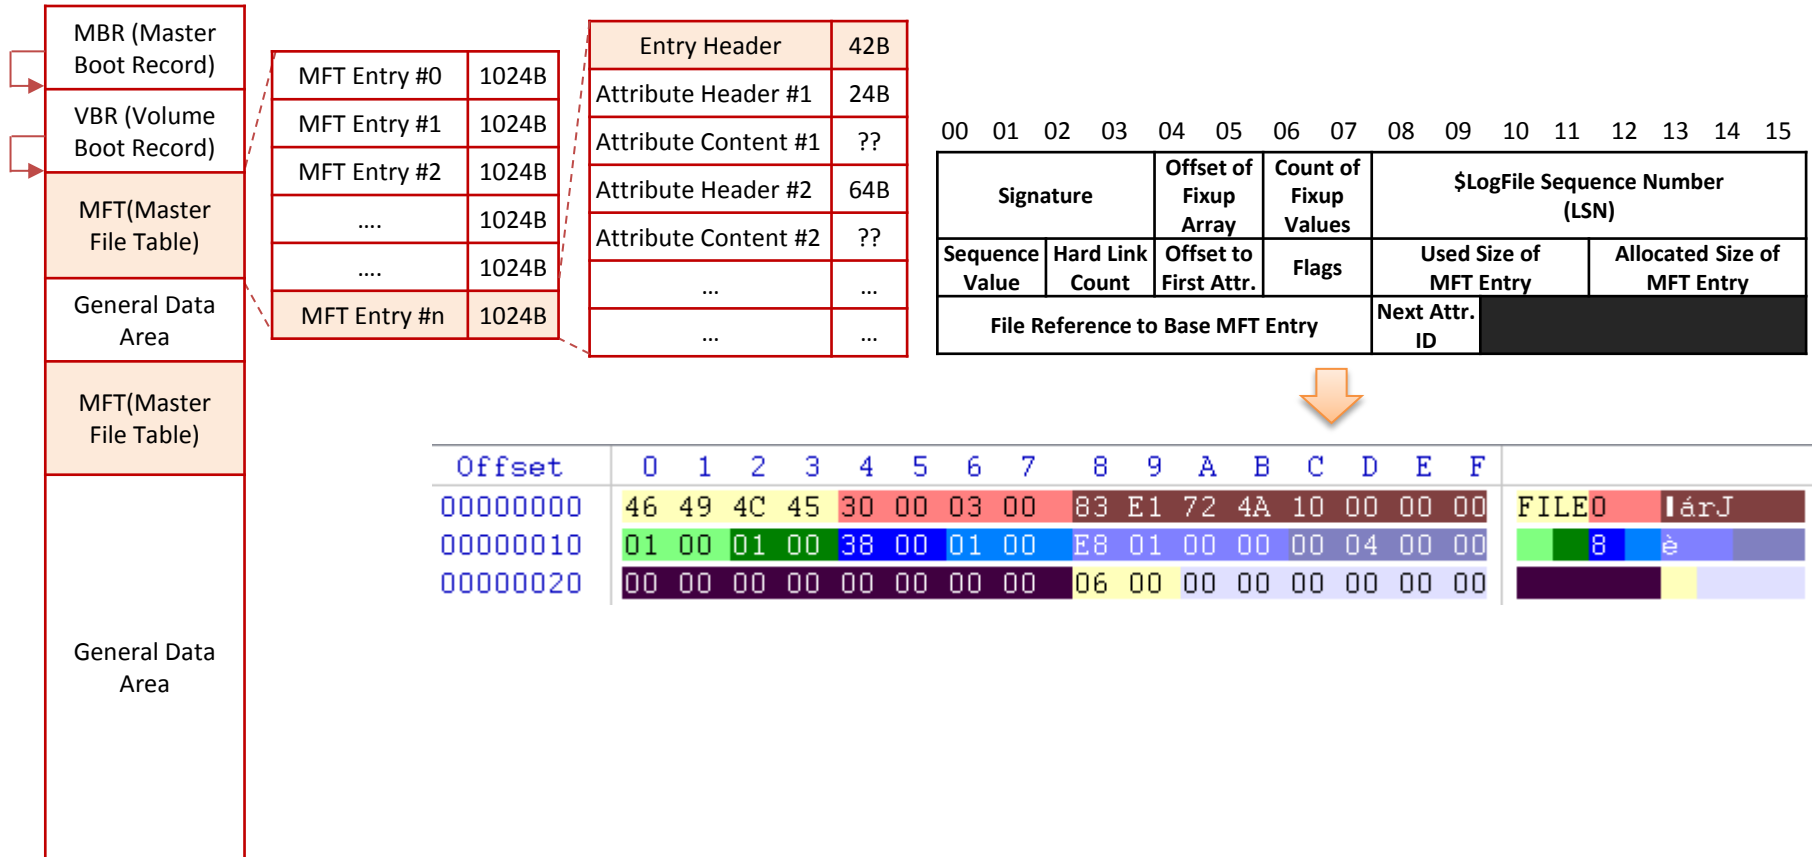 MBR (Master
Boot Record)
VBR (Volume
Boot Record)
MFT(Master
File Table)
General Data
Area
MFT(Master
File Table)
General Data
Area
MFT Entry #0 1024B
MFT Entry #1 1024B
MFT Entry #2 1024B
.... 1024B
.... 1024B
MFT Entry #n 1024B
Entry Header 42B
Attribute Header #1 24B
Attribute Content #1 ??
Attribute Header #2 64B
Attribute Content #2 ??
... ...
... ...
00 01 02 03 04 05 06 07 08 09 10 11 12 13 14 15
Signature
Offset of
Fixup
Array
Count of
Fixup
Values
$LogFile Sequence Number
(LSN)
Sequence
Value
Hard Link
Count
Offset to
First Attr.
Flags
Used Size of
MFT Entry
Allocated Size of
MFT Entry
File Reference to Base MFT Entry
Next Attr.
ID
Offset 0 1 2 3 4 5 6 7 8 9 A B C D E F
00000000 46 49 4C 45 30 00 03 00 83 E1 72 4A 10 00 00 00 FILE0 árJ
00000010 01 00 01 00 38 00 01 00 E8 01 00 00 00 04 00 00 8 è
00000020 00 00 00 00 00 00 00 00 06 00 00 00 00 00 00 00